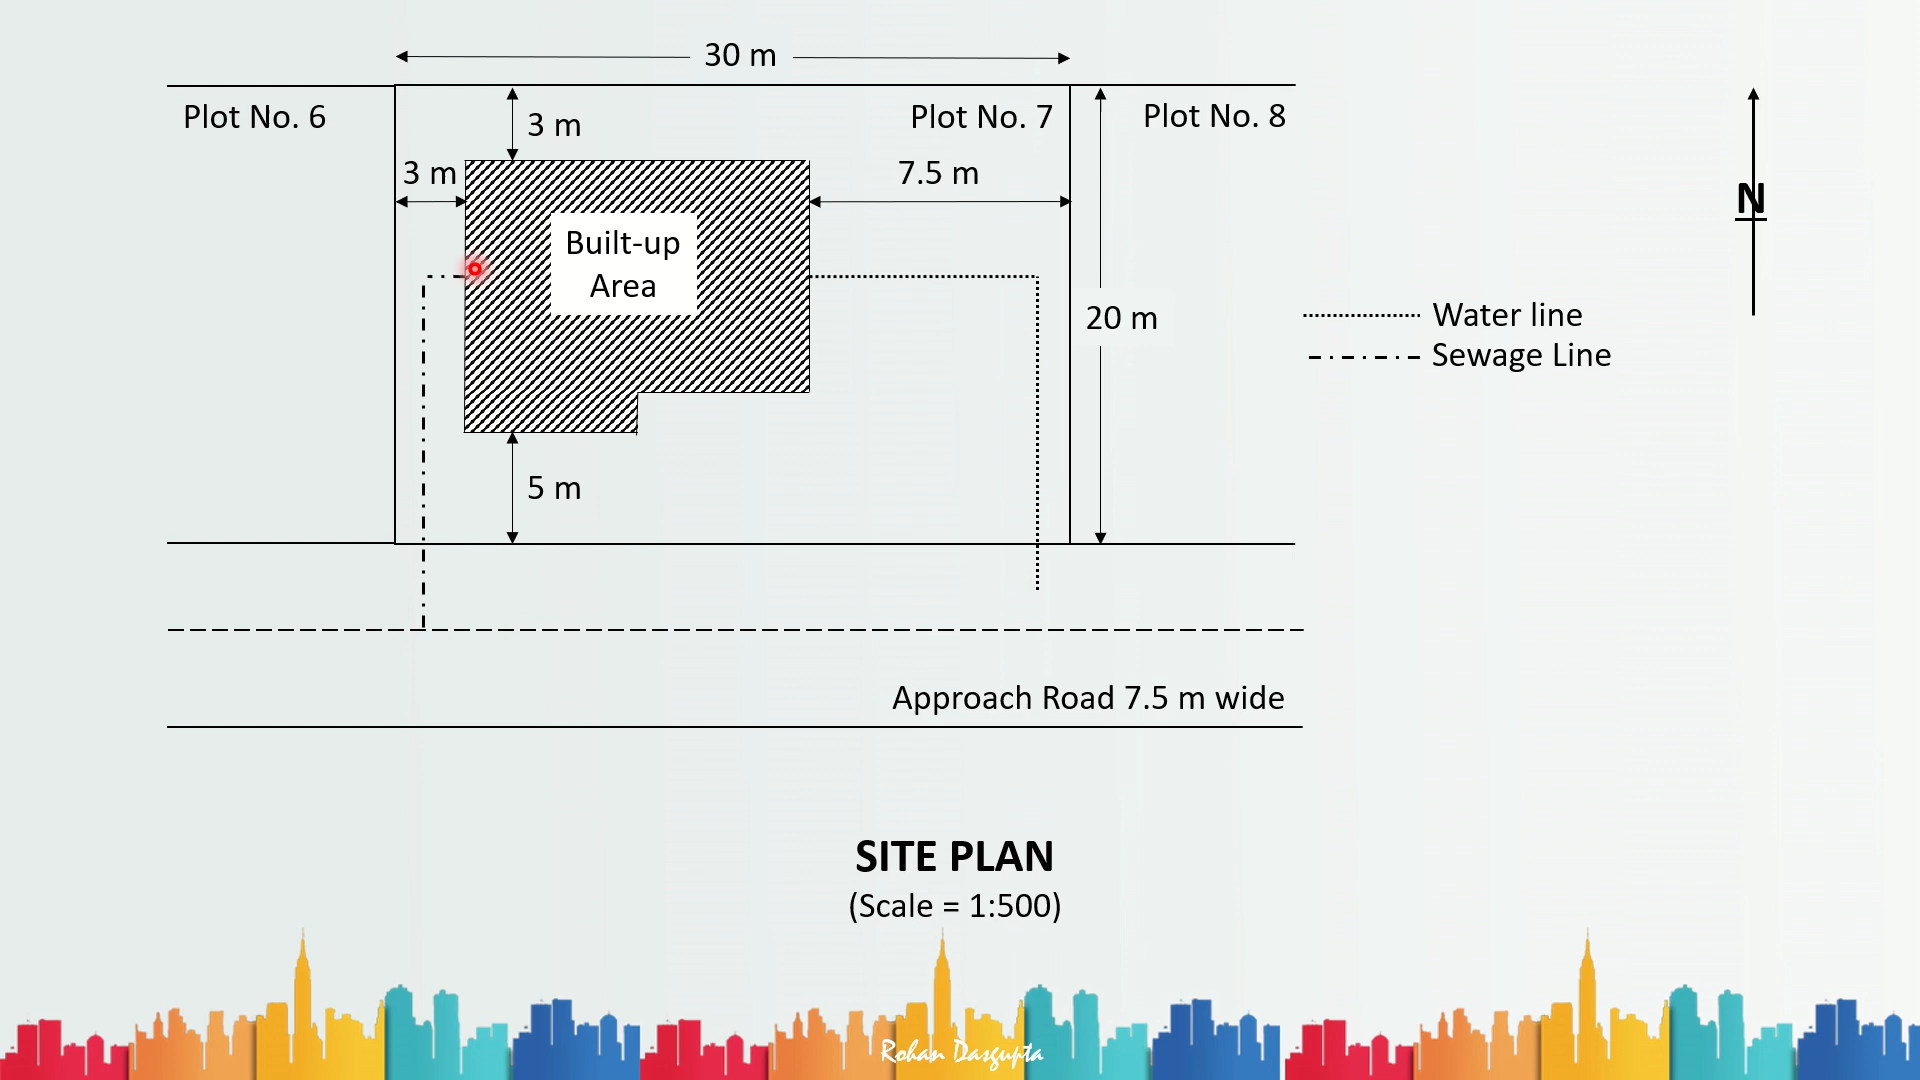 30 m
Plot No. 6
3 m
Plot No. 7
Plot No. 8
3 m
7.5 m
N
Built-up
Area
20 m
Water line
Sewage Line
5 m
Approach Road 7.5 m wide
SITE PLAN
(Scale = 1:500)
Rohan Dasgupta